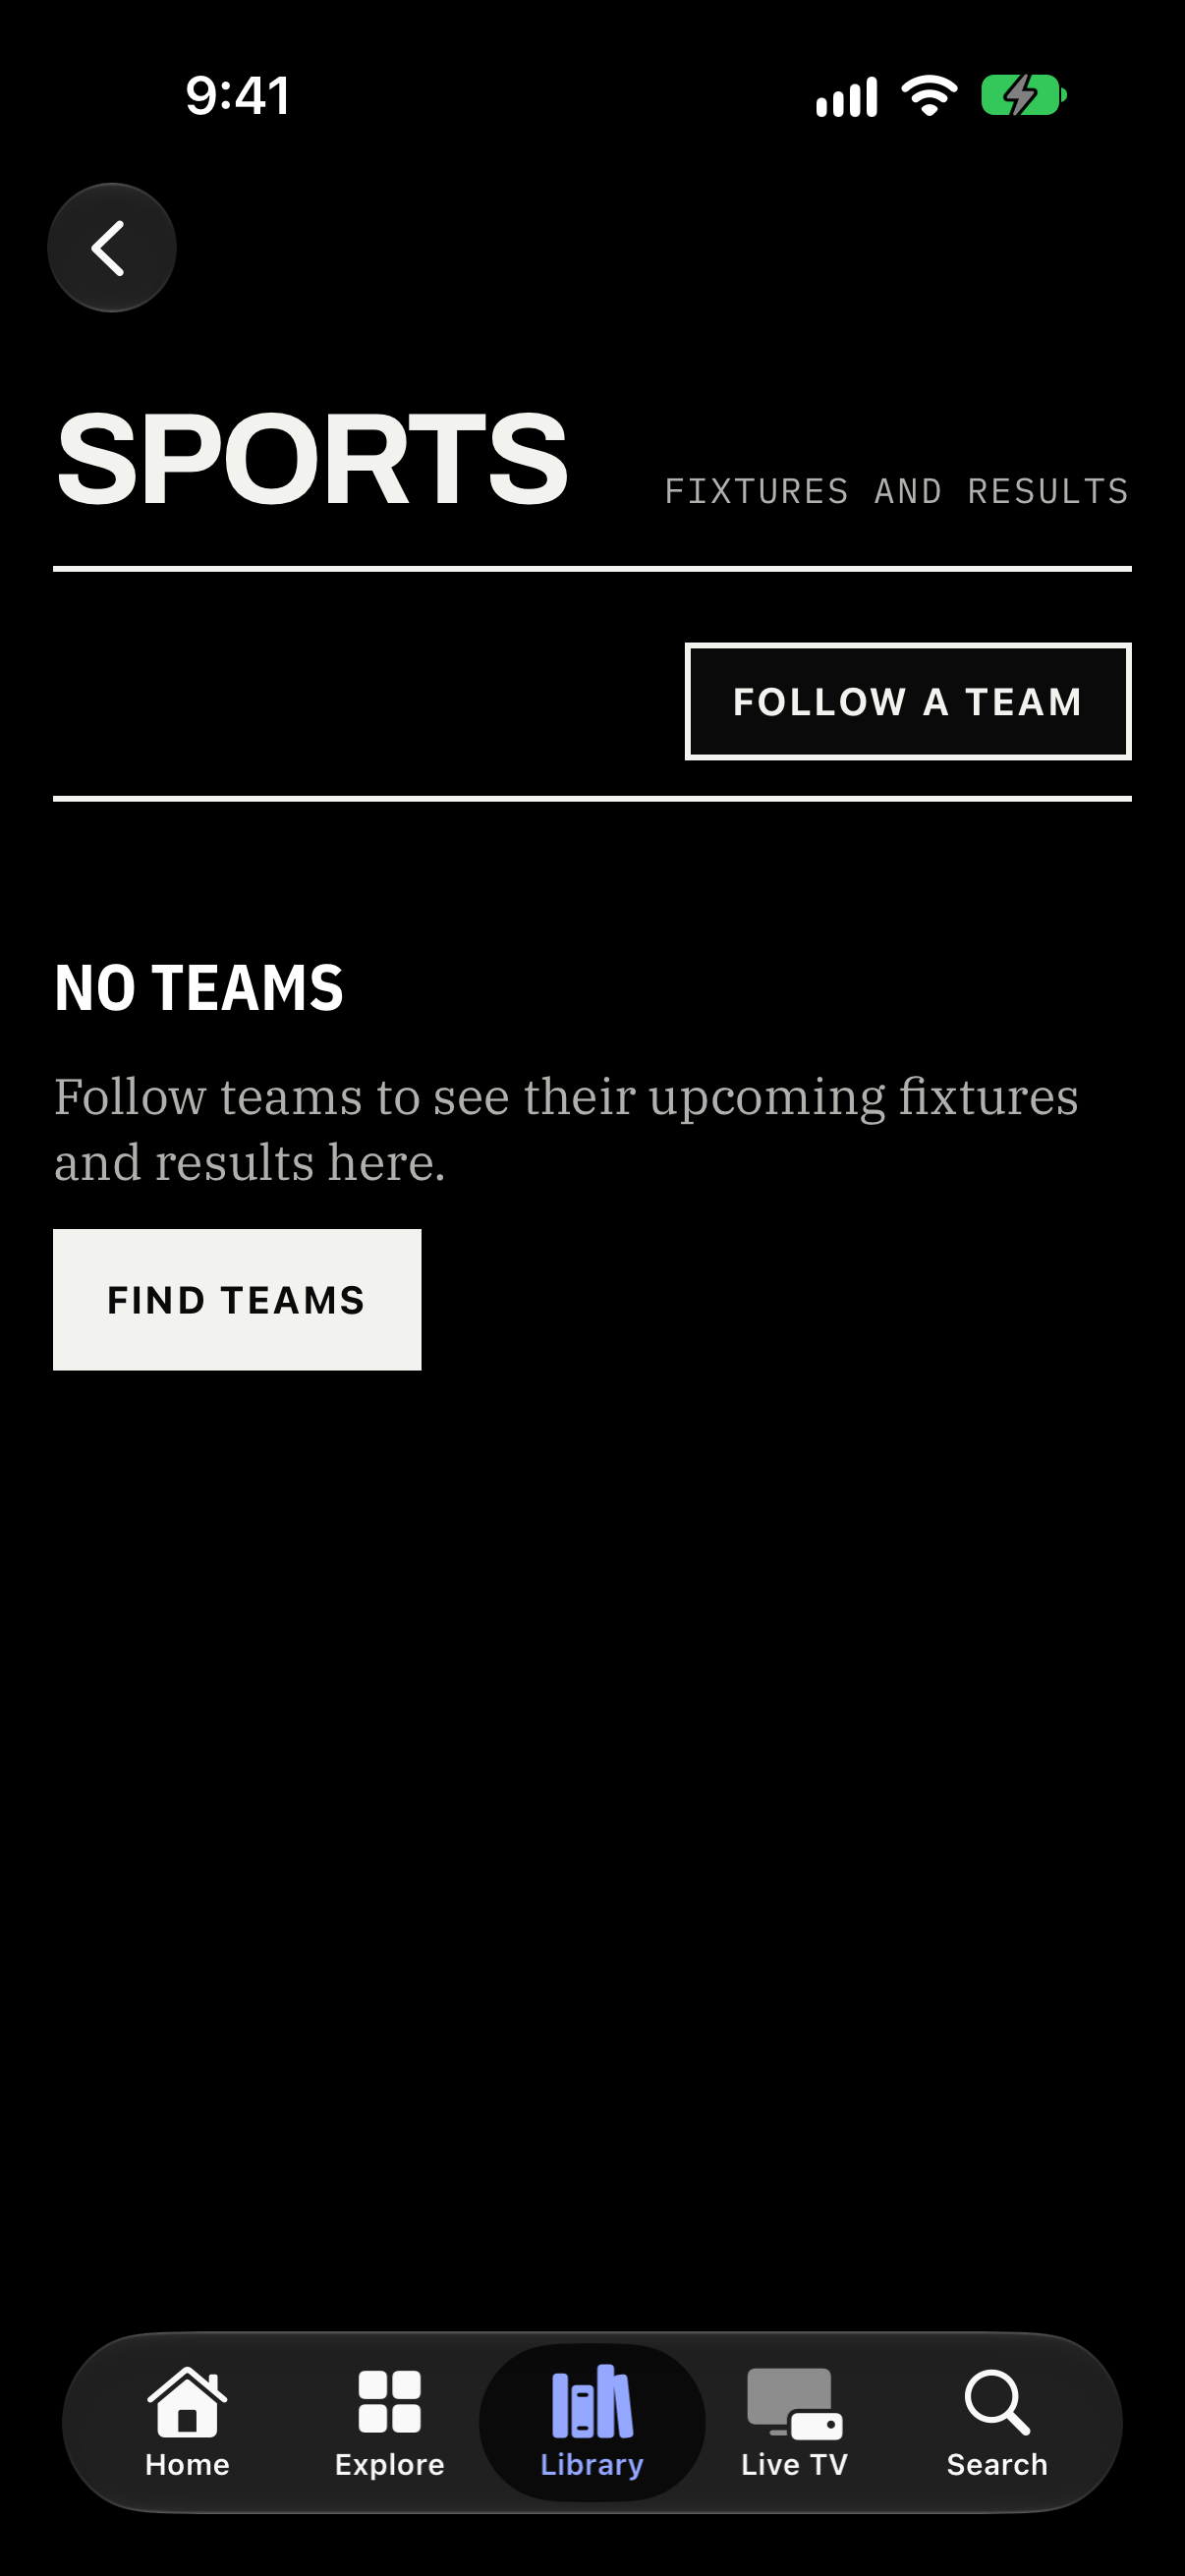 9:41
SPORTS
FIXTURES AND RESULTS
FOLLOW A TEAM
NO TEAMS
Follow teams to see their upcoming fixtures
and results here.
FIND TEAMS
Home
Explore
Library
Live TV
Search